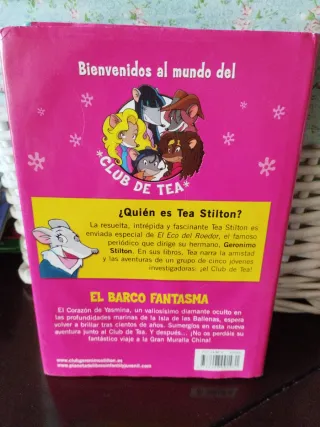 Bienvenidos al mundo del
CLUB DE TEA
¿Quién es Tea Stilton?
La resuelta, intrépida y fascinante Tea Stilton es
enviada especial de El Eco del Roedor, el famoso
periódico que dirige su hermano, Geronimo
Stilton. En sus libros, Tea narra la amistad
y las aventuras de un grupo de cinco jóvenes
investigadoras: ¡el Club de Tea!
EL BARCO FANTASMA
El Corazón de Yasmina, un valiosísimo diamante oculto en
las profundidades marinas de la Isla de las Ballenas, espera
volver a brillar tras cientos de años. Sumergíos en esta nueva
aventura junto al Club de Tea. Y después... ¡No os perdáis su
fantástico viaje a la Gran Muralla China!
www.clubgeronimostilton.es
www.planetadelibrosinfantilyjuvenil.com